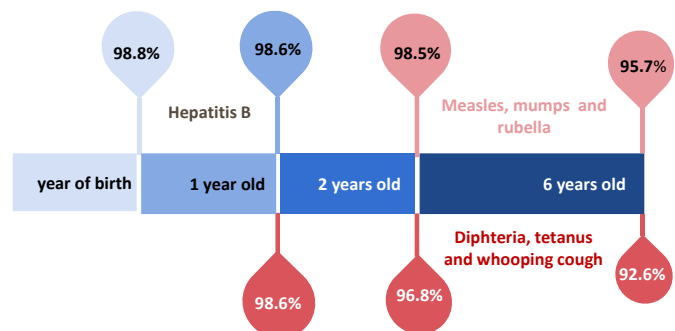 98.8%
98.6%
98.5%
95.7%
Hepatitis B
Measles, mumps and
rubella
year of birth
1 year old
2 years old
6 years old
Diphteria, tetanus
and whooping cough
98.6%
96.8%
92.6%